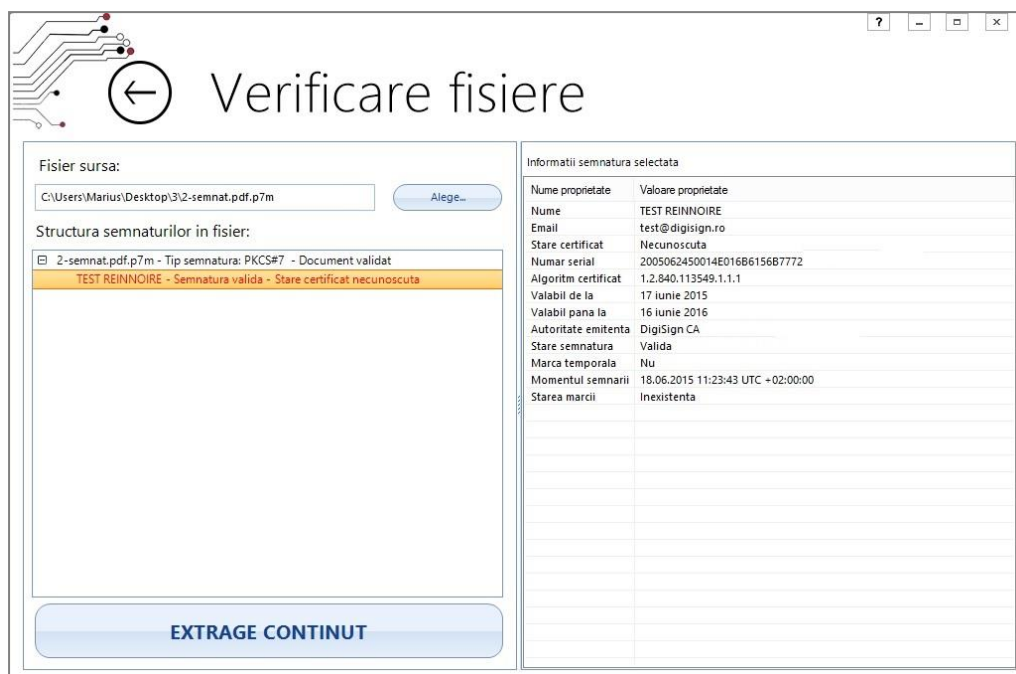 ?
Verificare fisiere
Fisier sursa:
C:\Users\Marius\Desktop\3\2-semnat.pdf.p7m
Alege...
Structura semnaturilor in fisier:
2-semnat.pdf.p7m - Tip semnatura: PKCS#7 - Document validat
TEST REINNOIRE - Semnatura valida - Stare certificat necunoscuta
EXTRAGE CONTINUT
Informatii semnatura selectata
Nume proprietate Valoare proprietate
Nume TEST REINNOIRE
Email test@digisign.ro
Stare certificat Necunoscuta
Numar serial 2005062450014E016B6156B7772
Algoritm certificat 1.2.840.113549.1.1.1
Valabil de la 17 iunie 2015
Valabil pana la 16 iunie 2016
Autoritate emitenta DigiSign CA
Stare semnatura Valida
Marca temporala Nu
Momentul semnarii 18.06.2015 11:23:43 UTC +02:00:00
Starea marcii Inexistenta